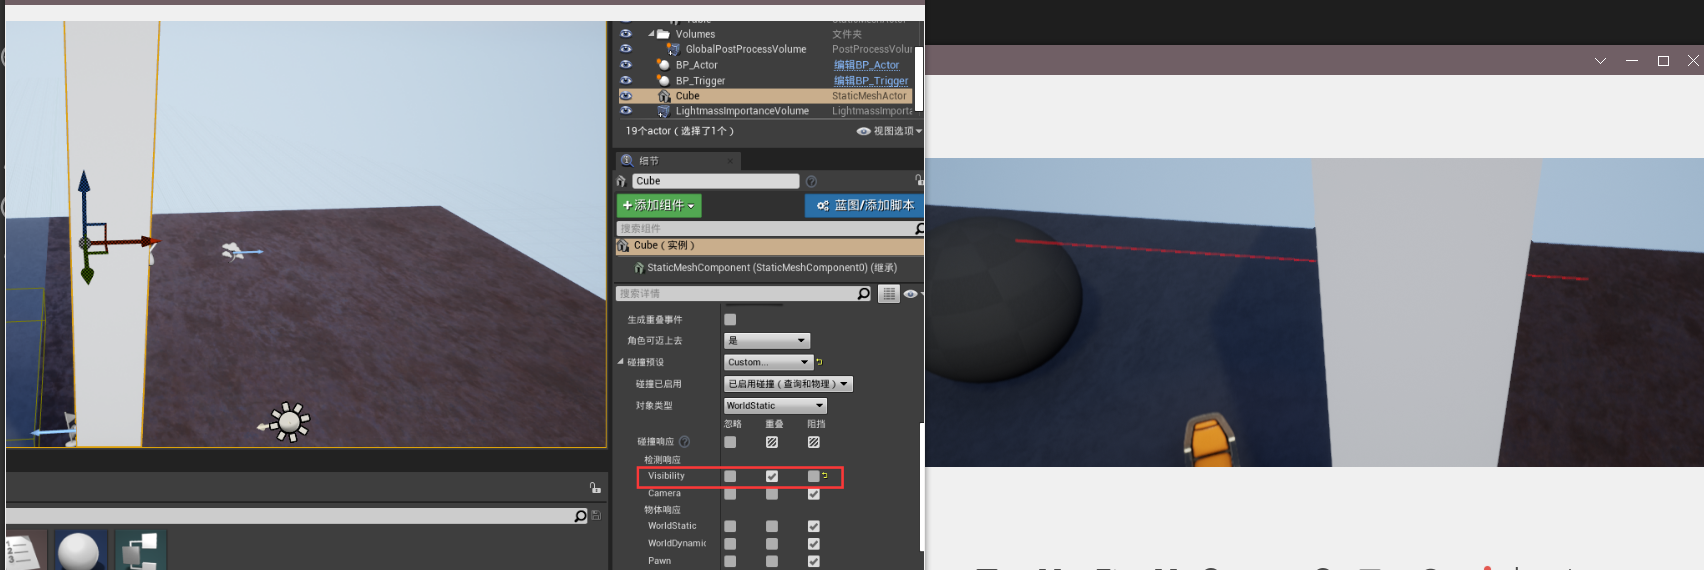 Volumes 文件夹
GlobalPostProcessVolume PostProcessVolu
BP_Actor 编辑BP_Actor
BP_Trigger 编辑BP_Trigger
Cube StaticMeshActor
LightmassImportanceVolume LightmassImporta
19个actor（选择了1个） 视图选项
细节
Cube
添加组件 蓝图/添加脚本
搜索组件
Cube（实例）
StaticMeshComponent (StaticMeshComponent0) (继承)
搜索详情
生成重叠事件
角色可迈上去 是
碰撞预设 Custom...
碰撞已启用 已启用碰撞（查询和物理）
对象类型 WorldStatic
忽略 重叠 阻挡
碰撞响应
检测响应
Visibility
Camera
物体响应
WorldStatic
WorldDynamic
Pawn
1
2
3